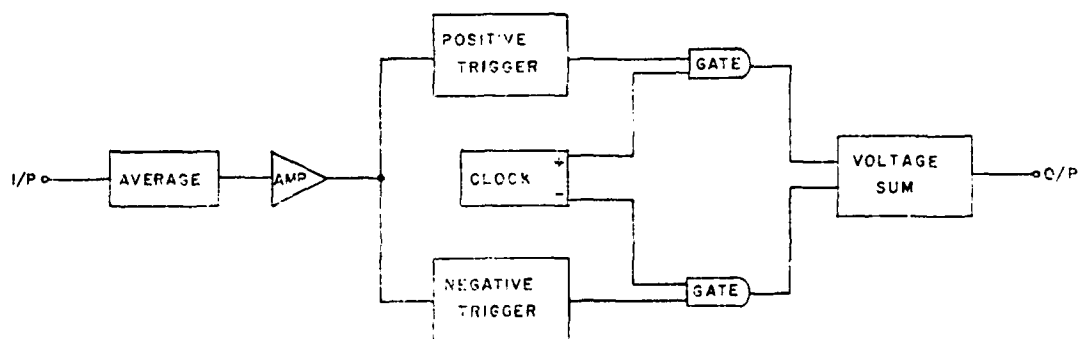 POSITIVE
TRIGGER
GATE
I/P
AVERAGE
AMP
+
CLOCK
-
VOLTAGE
SUM
O/P
NEGATIVE
TRIGGER
GATE